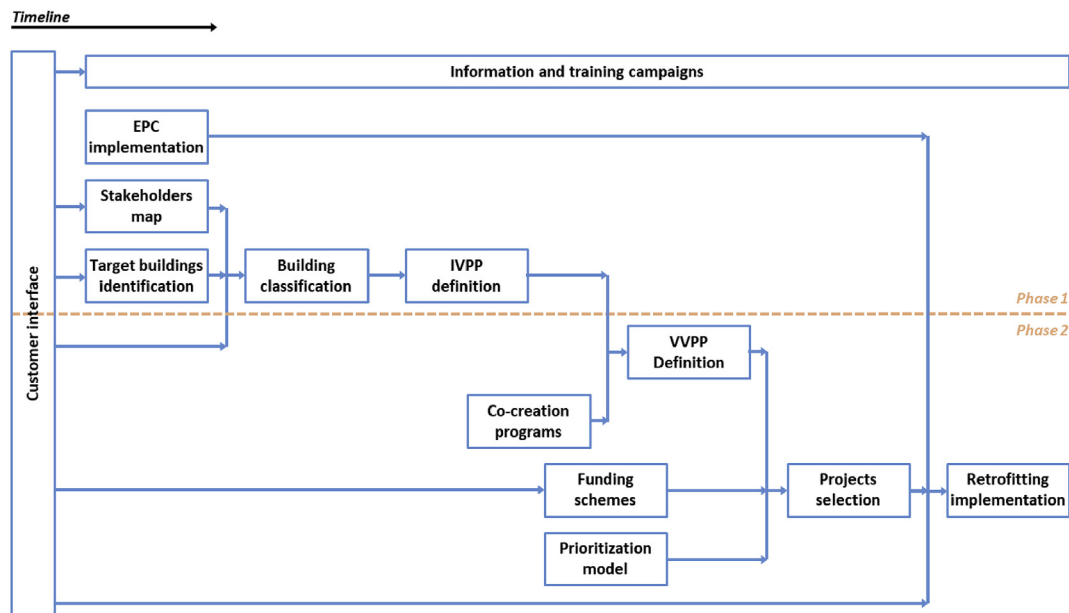 Timeline
Information and training campaigns
EPC
implementation
Stakeholders
map
Target buildings
identification
Building
classification
IVPP
definition
Phase 1
Phase 2
Customer interface
VVPP
Definition
Co-creation
programs
Funding
schemes
Projects
selection
Retrofitting
implementation
Prioritization
model